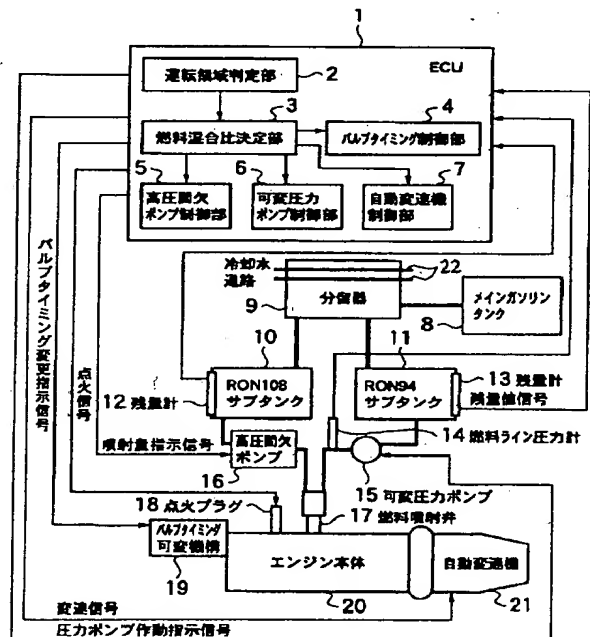 1
ECU
運転領域判定部
2
3
4
燃料混合比決定部
バルブタイミング制御部
5
6
7
高圧間欠
ポンプ制御部
可変圧力
ポンプ制御部
自動変速機
制御部
冷却水
通路
22
分留器
9
メインガソリン
タンク
8
10
11
RON108
サブタンク
RON94
サブタンク
12 残量計
13 残量計
残量値信号
バルブタイミング変更指示信号
点火信号
噴射量指示信号
高圧間欠
ポンプ
16
14 燃料ライン圧力計
15 可変圧力ポンプ
17 燃料噴射弁
18 点火プラグ
バルブタイミング
可変機構
19
エンジン本体
20
自動変速機
21
変速信号
圧力ポンプ作動指示信号